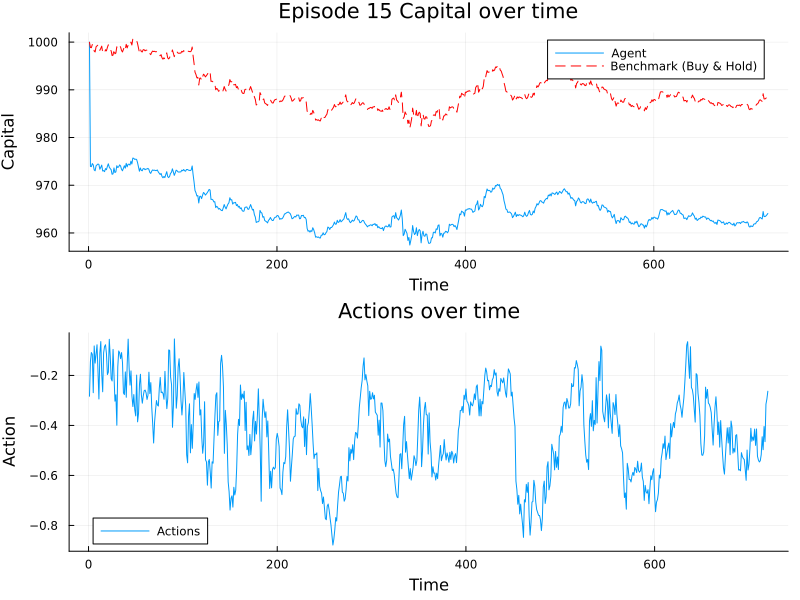 Episode 15 Capital over time
Capital
1000
990
980
970
960
Agent
Benchmark (Buy & Hold)
0
200
400
600
Time
Actions over time
Action
−0.2
−0.4
−0.6
−0.8
Actions
0
200
400
600
Time